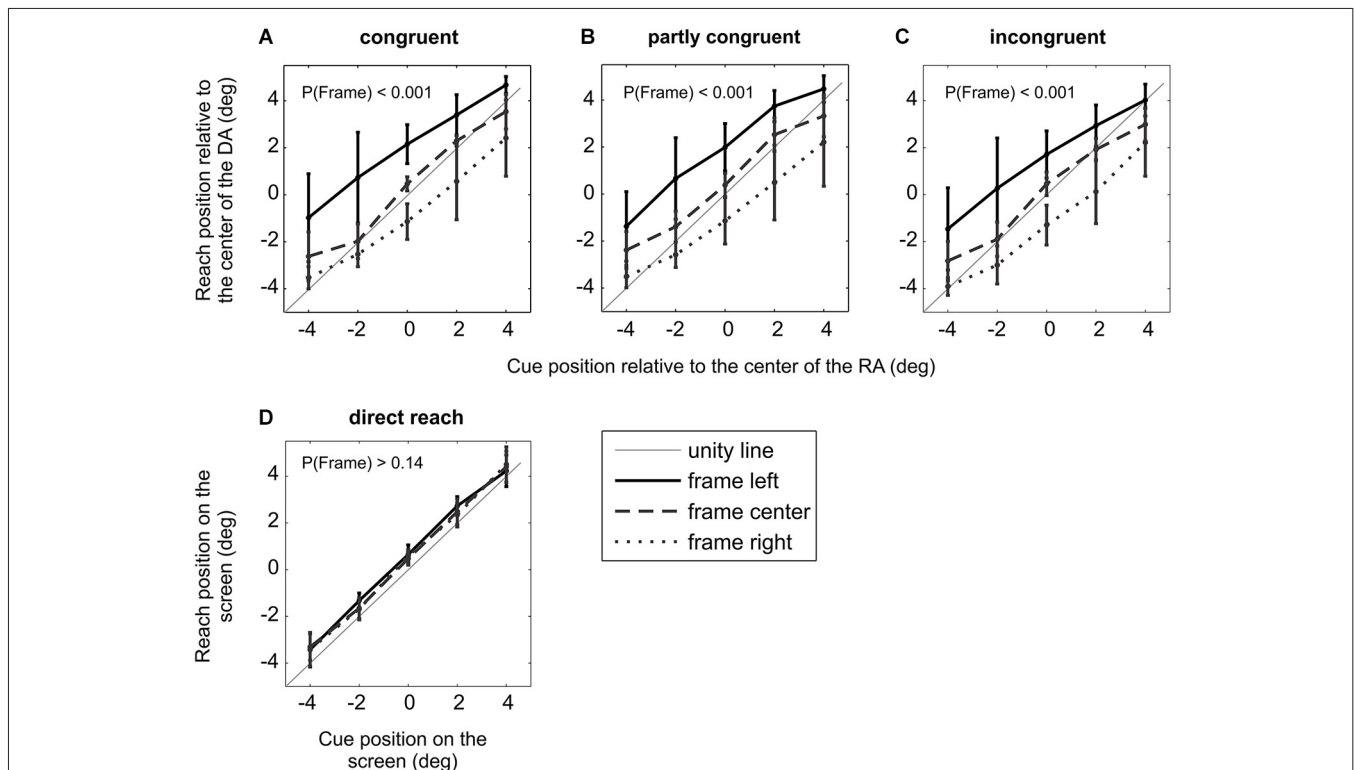 A congruent
B partly congruent
C incongruent
Reach position relative to
the center of the DA (deg)
P(Frame) < 0.001
4
2
0
-2
-4
-4 -2 0 2 4
P(Frame) < 0.001
4
2
0
-2
-4
-4 -2 0 2 4
P(Frame) < 0.001
4
2
0
-2
-4
-4 -2 0 2 4
Cue position relative to the center of the RA (deg)
D direct reach
Reach position on the
screen (deg)
P(Frame) > 0.14
4
2
0
-2
-4
-4 -2 0 2 4
Cue position on the
screen (deg)
unity line
frame left
frame center
frame right